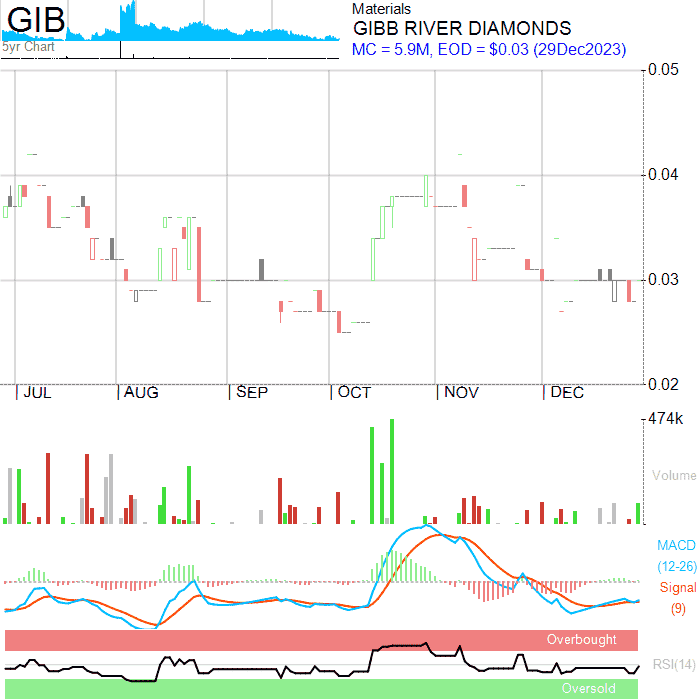 GIB
5yr Chart
Materials
GIBB RIVER DIAMONDS
MC = 5.9M, EOD = $0.03 (29Dec2023)
0.05
0.04
0.03
0.02
JUL AUG SEP OCT NOV DEC
474k
Volume
MACD
(12-26)
Signal
(9)
Overbought
RSI(14)
Oversold